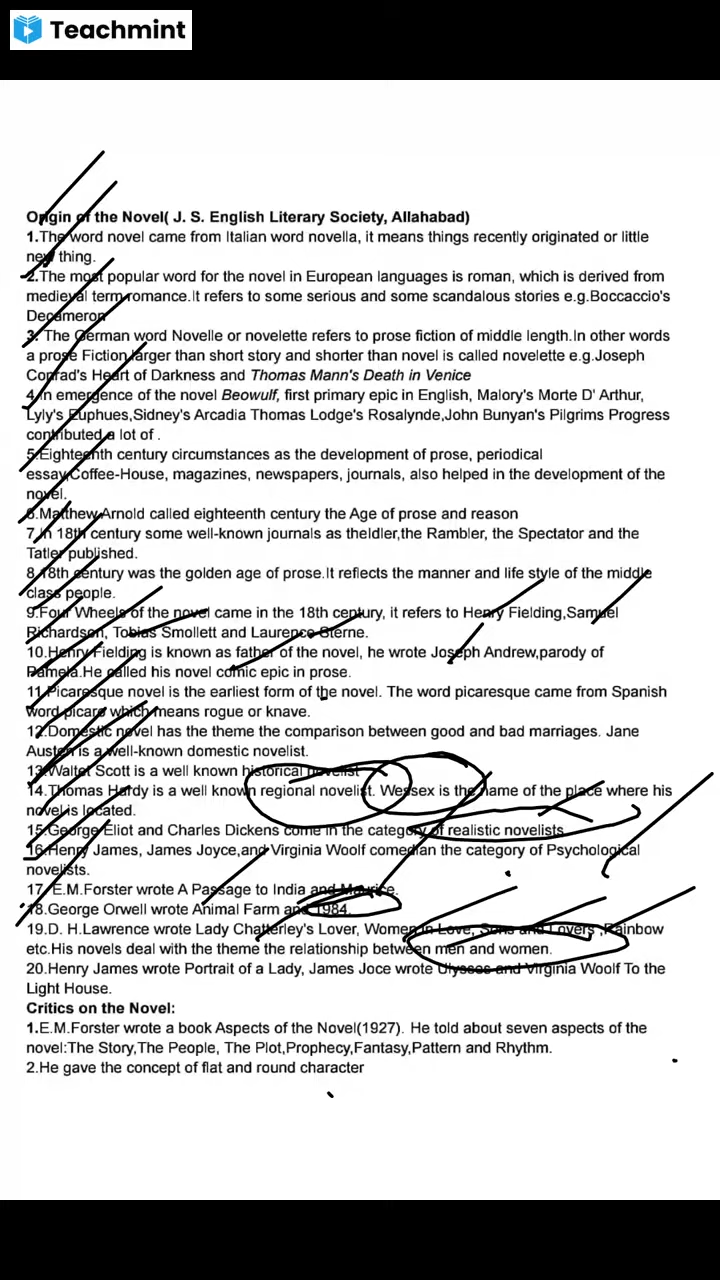 Teachmint
Origin of the Novel( J. S. English Literary Society, Allahabad)
1.The word novel came from Italian word novella, it means things recently originated or little
new thing.
2.The most popular word for the novel in European languages is roman, which is derived from
medieval term romance.It refers to some serious and some scandalous stories e.g.Boccaccio's
Decameron
3. The German word Novelle or novelette refers to prose fiction of middle length.In other words
a prose Fiction larger than short story and shorter than novel is called novelette e.g.Joseph
Conrad's Heart of Darkness and Thomas Mann's Death in Venice
4.In emergence of the novel Beowulf, first primary epic in English, Malory's Morte D' Arthur,
Lyly's Euphues,Sidney's Arcadia Thomas Lodge's Rosalynde,John Bunyan's Pilgrims Progress
contributed a lot of .
5.Eighteenth century circumstances as the development of prose, periodical
essay,Coffee-House, magazines, newspapers, journals, also helped in the development of the
novel.
6.Matthew Arnold called eighteenth century the Age of prose and reason
7.In 18th century some well-known journals as theIdler,the Rambler, the Spectator and the
Tatler published.
8.18th century was the golden age of prose.It reflects the manner and life style of the middle
class people.
9.Four Wheels of the novel came in the 18th century, it refers to Henry Fielding,Samuel
Richardson, Tobias Smollett and Laurence Sterne.
10.Henry Fielding is known as father of the novel, he wrote Joseph Andrew,parody of
Pamela.He called his novel comic epic in prose.
11.Picaresque novel is the earliest form of the novel. The word picaresque came from Spanish
word picaro which means rogue or knave.
12.Domestic novel has the theme the comparison between good and bad marriages. Jane
Austen is a well-known domestic novelist.
13.Walter Scott is a well known historical novelist
14.Thomas Hardy is a well known regional novelist. Wessex is the name of the place where his
novel is located.
15.George Eliot and Charles Dickens come in the category of realistic novelists
16.Henry James, James Joyce,and Virginia Woolf come in the category of Psychological
novelists.
17. E.M.Forster wrote A Passage to India and Maurice.
18.George Orwell wrote Animal Farm and 1984.
19.D. H.Lawrence wrote Lady Chatterley's Lover, Women in Love, Sons and Lovers ,Rainbow
etc.His novels deal with the theme the relationship between men and women.
20.Henry James wrote Portrait of a Lady, James Joce wrote Ulysses and Virginia Woolf To the
Light House.
Critics on the Novel:
1.E.M.Forster wrote a book Aspects of the Novel(1927). He told about seven aspects of the
novel:The Story,The People, The Plot,Prophecy,Fantasy,Pattern and Rhythm.
2.He gave the concept of flat and round character